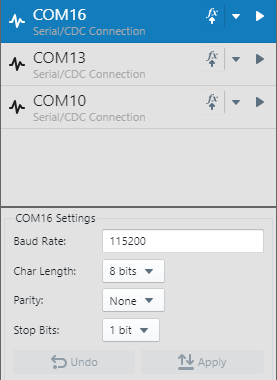 COM16
Serial/CDC Connection
COM13
Serial/CDC Connection
COM10
Serial/CDC Connection
COM16 Settings
Baud Rate: 115200
Char Length: 8 bits
Parity: None
Stop Bits: 1 bit
Undo Apply